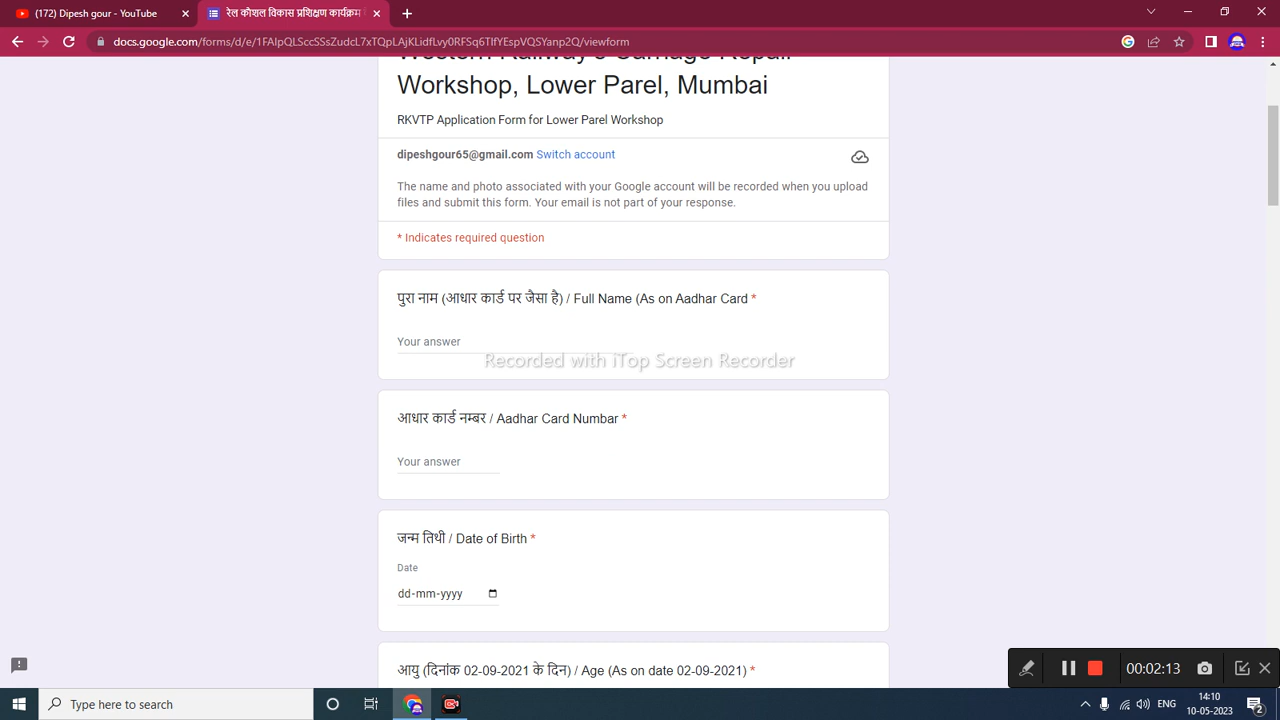 (172) Dipesh gour - YouTube
रेल कौशल विकास प्रशिक्षण कार्यक्रम
docs.google.com/forms/d/e/1FAIpQLSccSSsZudcL7xTQpLAjKLidfLvy0RFSq6TIfYEspVQSYanp2Q/viewform
Western Railway's Carriage Repair
Workshop, Lower Parel, Mumbai
RKVTP Application Form for Lower Parel Workshop
dipeshgour65@gmail.com Switch account
The name and photo associated with your Google account will be recorded when you upload
files and submit this form. Your email is not part of your response.
* Indicates required question
पुरा नाम (आधार कार्ड पर जैसा है) / Full Name (As on Aadhar Card *
Your answer
Recorded with iTop Screen Recorder
आधार कार्ड नम्बर / Aadhar Card Numbar *
Your answer
जन्म तिथी / Date of Birth *
Date
dd-mm-yyyy
आयु (दिनांक 02-09-2021 के दिन) / Age (As on date 02-09-2021) *
00:02:13
Type here to search
ENG
14:10
10-05-2023
2